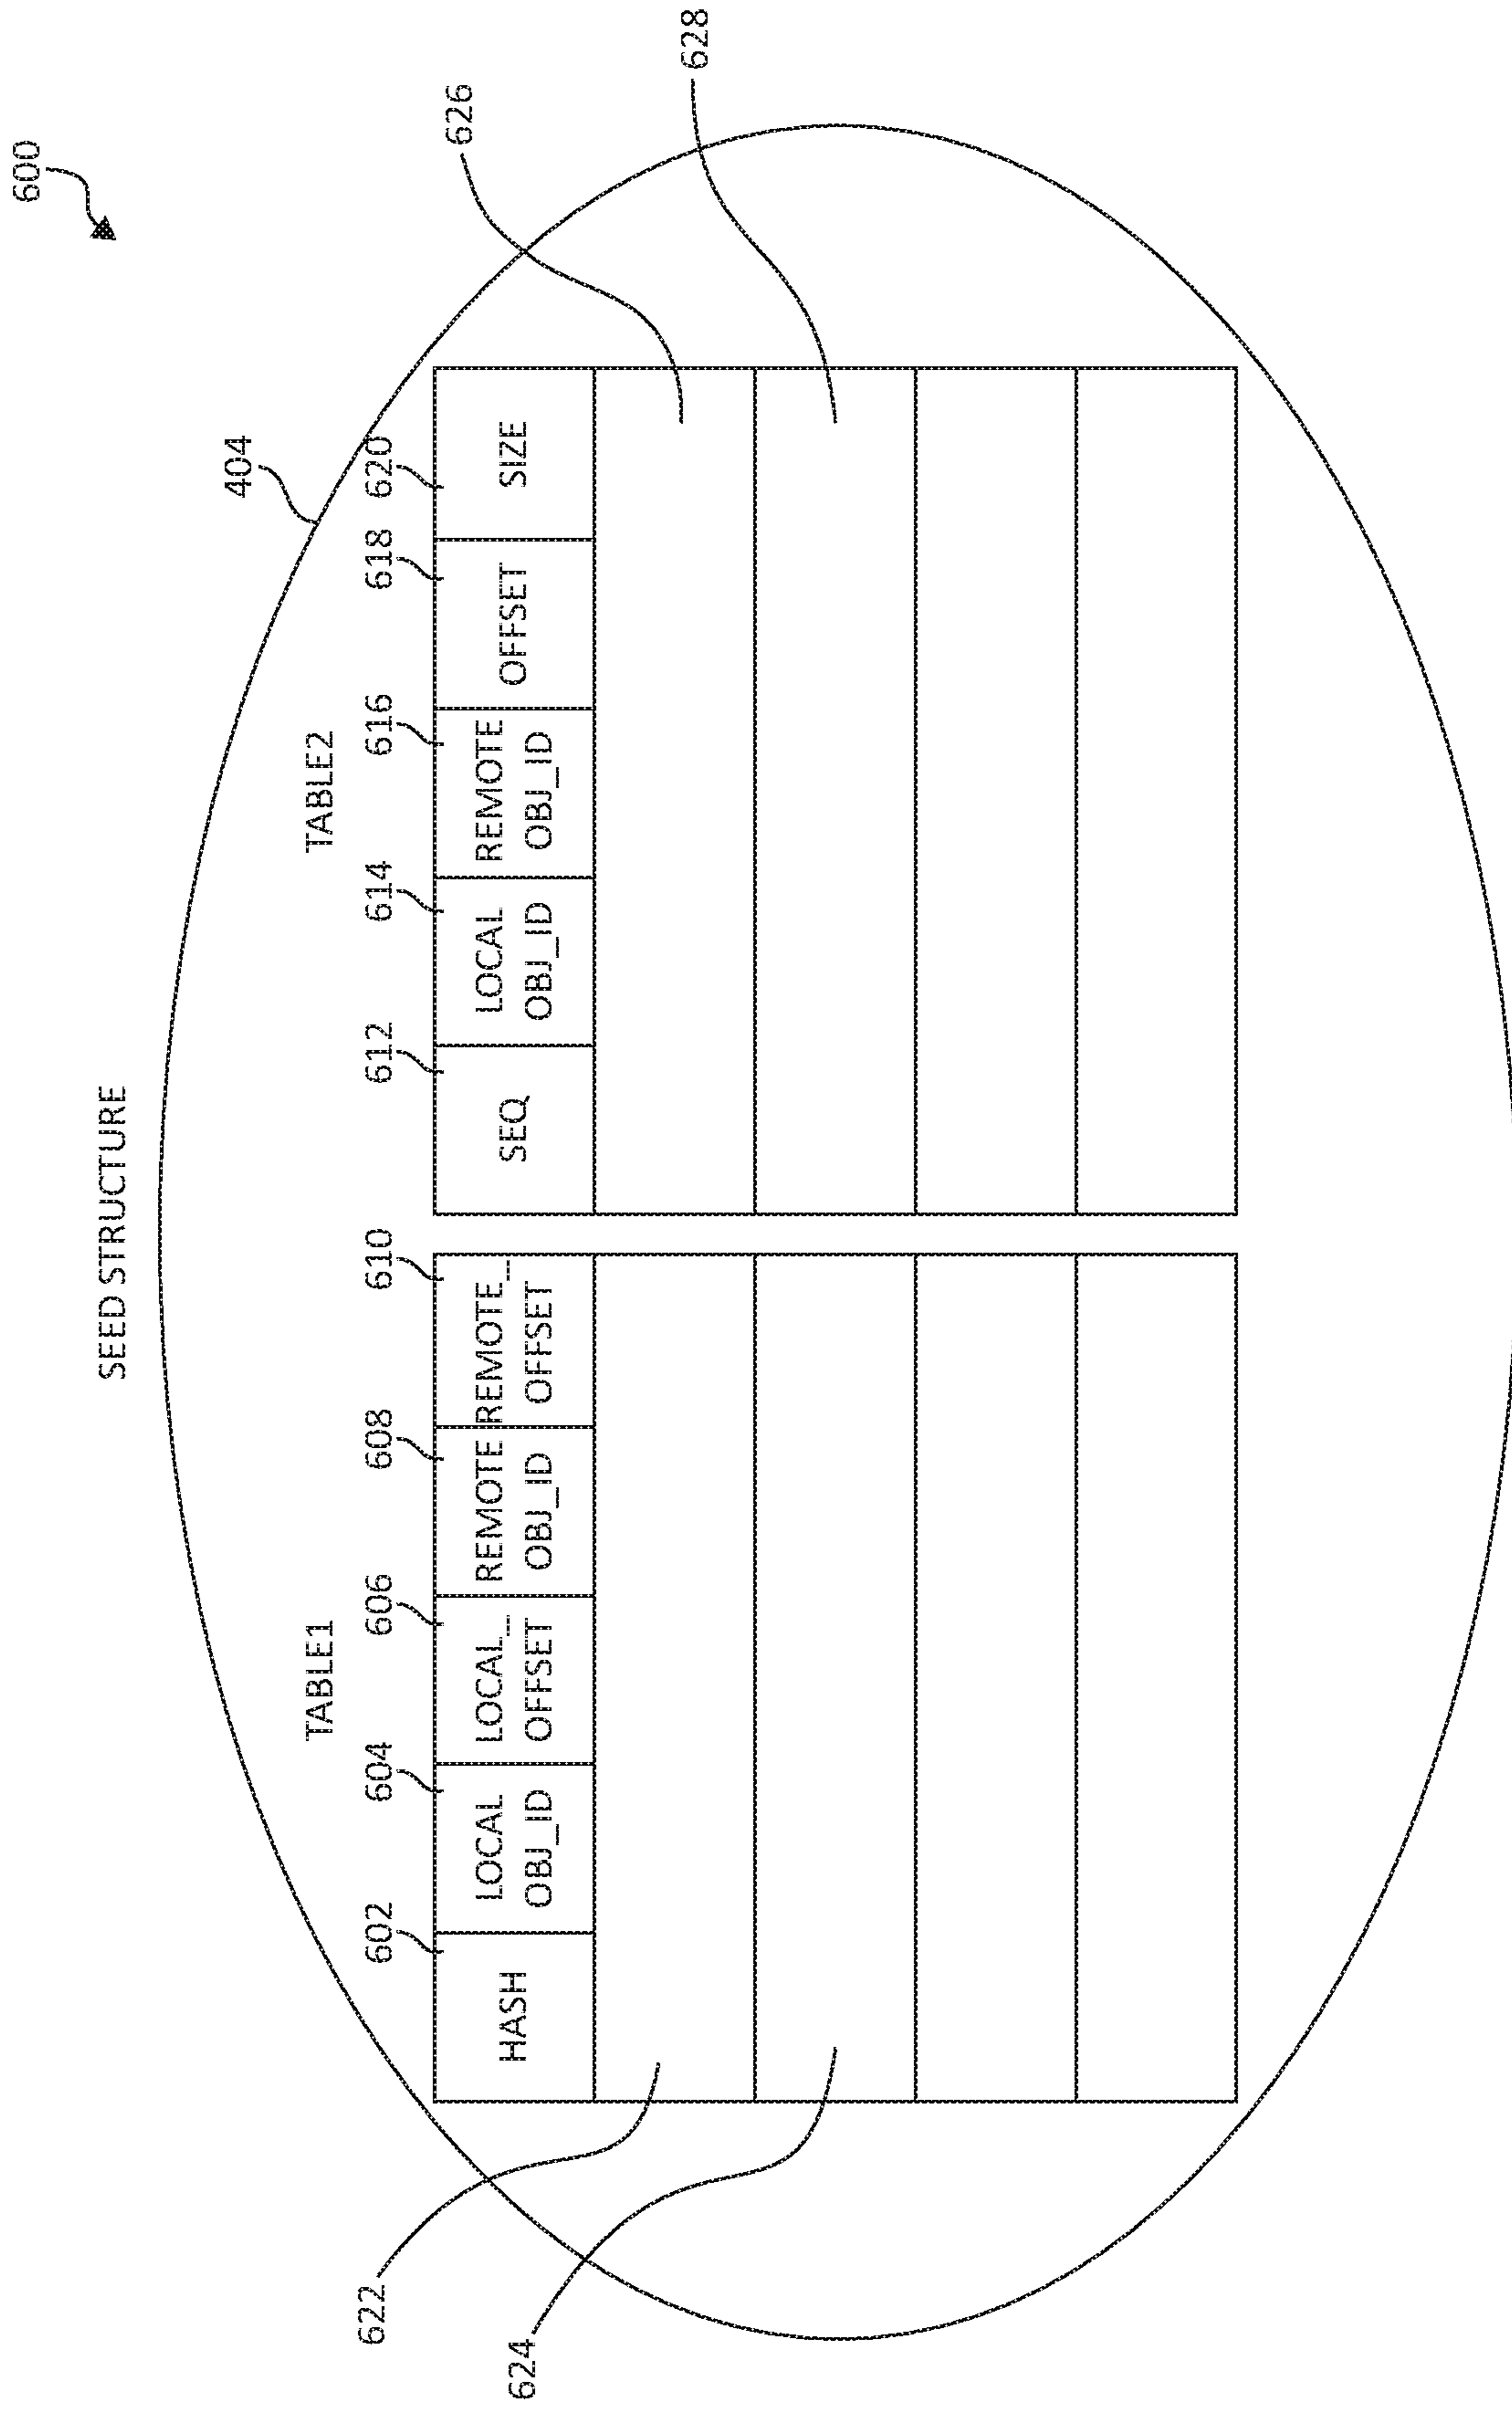 600
SEED STRUCTURE
404
TABLE1
TABLE2
602
604
606
608
610
612
614
616
618
620
HASH
LOCAL
OBJ_ID
LOCAL_
OFFSET
REMOTE
OBJ_ID
REMOTE_
OFFSET
SEQ
LOCAL
OBJ_ID
REMOTE
OBJ_ID
OFFSET
SIZE
622
624
626
628